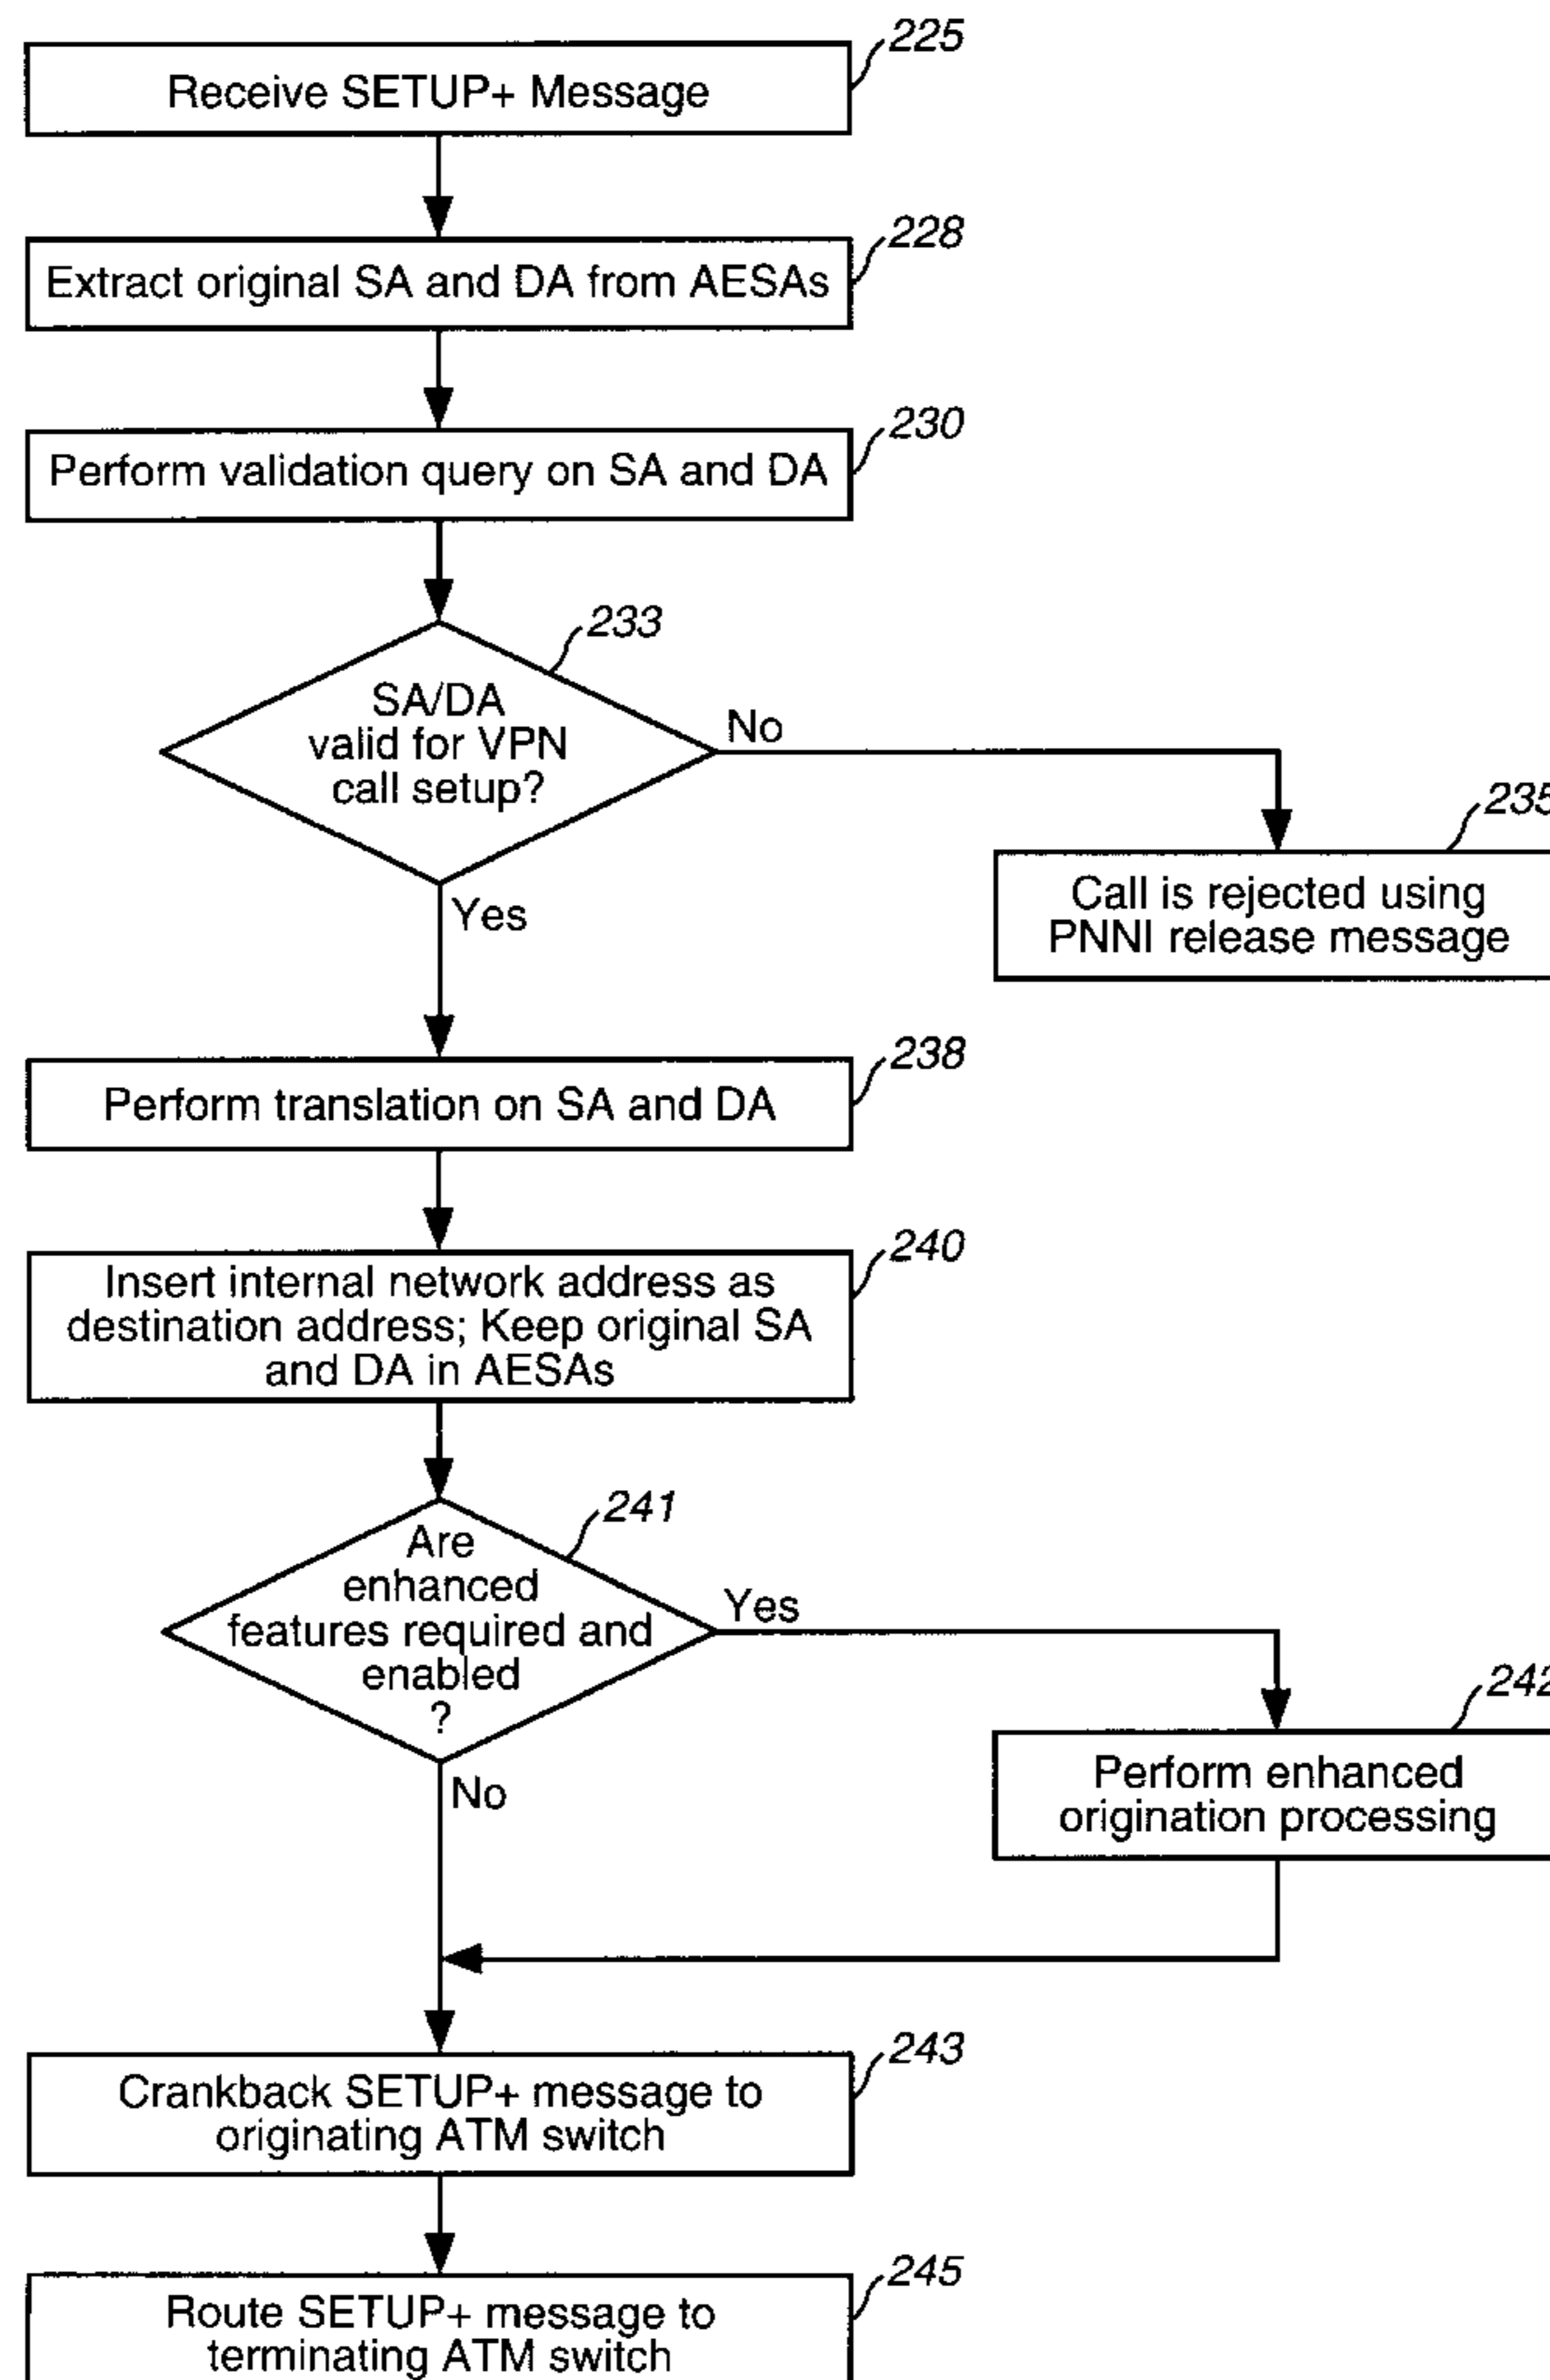 225
Receive SETUP+ Message
228
Extract original SA and DA from AESAs
230
Perform validation query on SA and DA
233
SA/DA
valid for VPN
call setup?
No
Yes
235
Call is rejected using
PNNI release message
238
Perform translation on SA and DA
240
Insert internal network address as
destination address; Keep original SA
and DA in AESAs
241
Are
enhanced
features required and
enabled
?
Yes
No
242
Perform enhanced
origination processing
243
Crankback SETUP+ message to
originating ATM switch
245
Route SETUP+ message to
terminating ATM switch